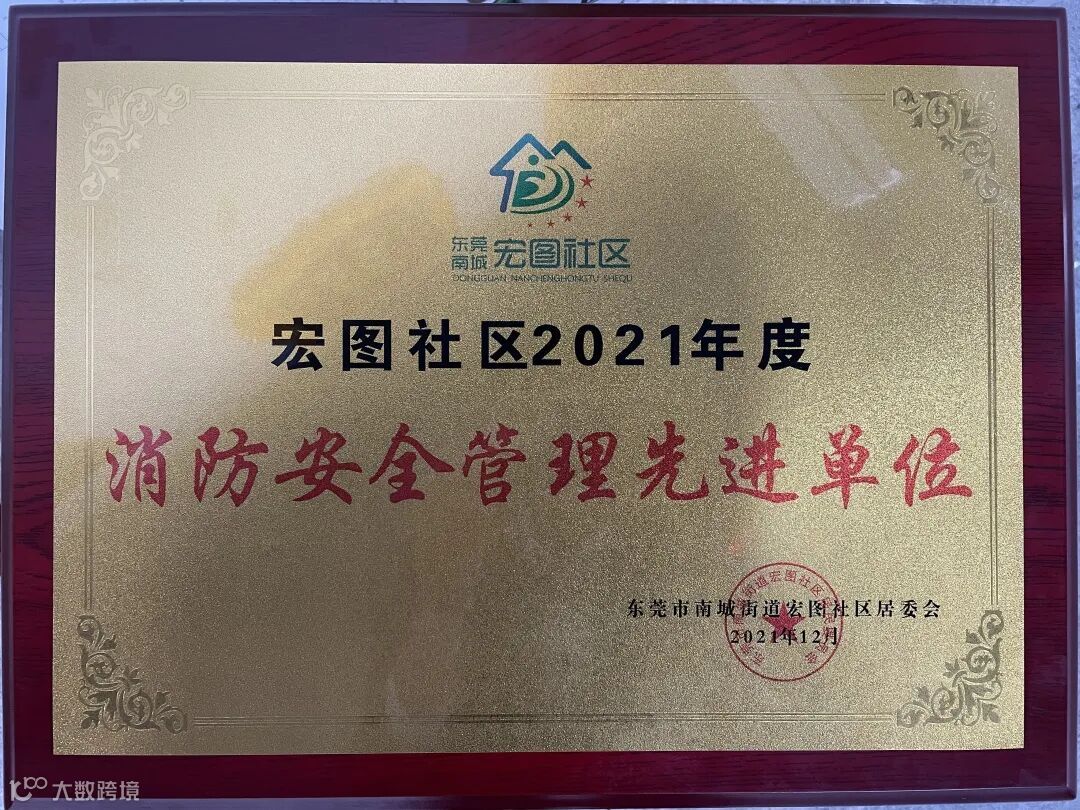 东莞
南城
宏图社区
DONGGUAN NANCHENGHONGTU SHEQU
宏图社区2021年度
消防安全管理先进单位
东莞市南城街道宏图社区居委会
2021年12月
大数跨境